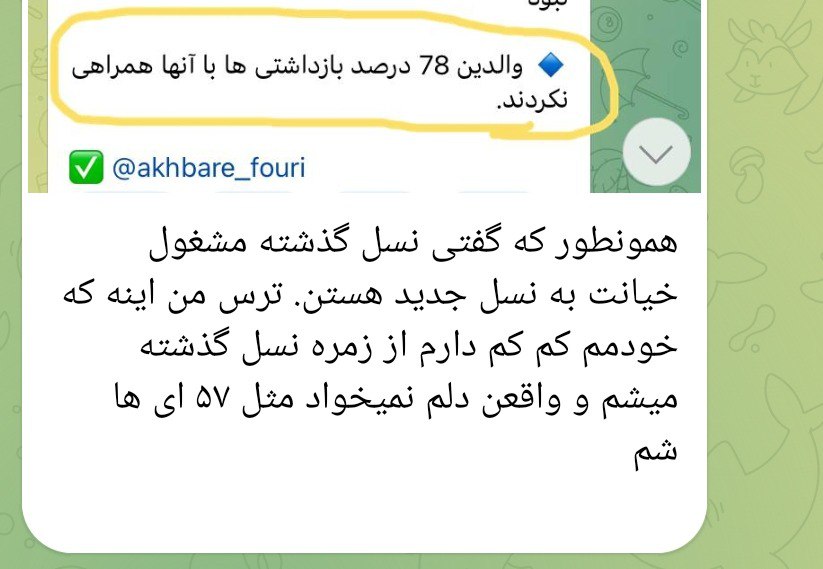 نبود
والدین 78 درصد بازداشتی ها با آنها همراهی
نکردند.
@akhbare_fouri
همونطور که گفتی نسل گذشته مشغول
خیانت به نسل جدید هستن. ترس من اینه که
خودمم کم کم دارم از زمره نسل گذشته
میشم و واقعن دلم نمیخواد مثل ۵۷ ای ها
شم